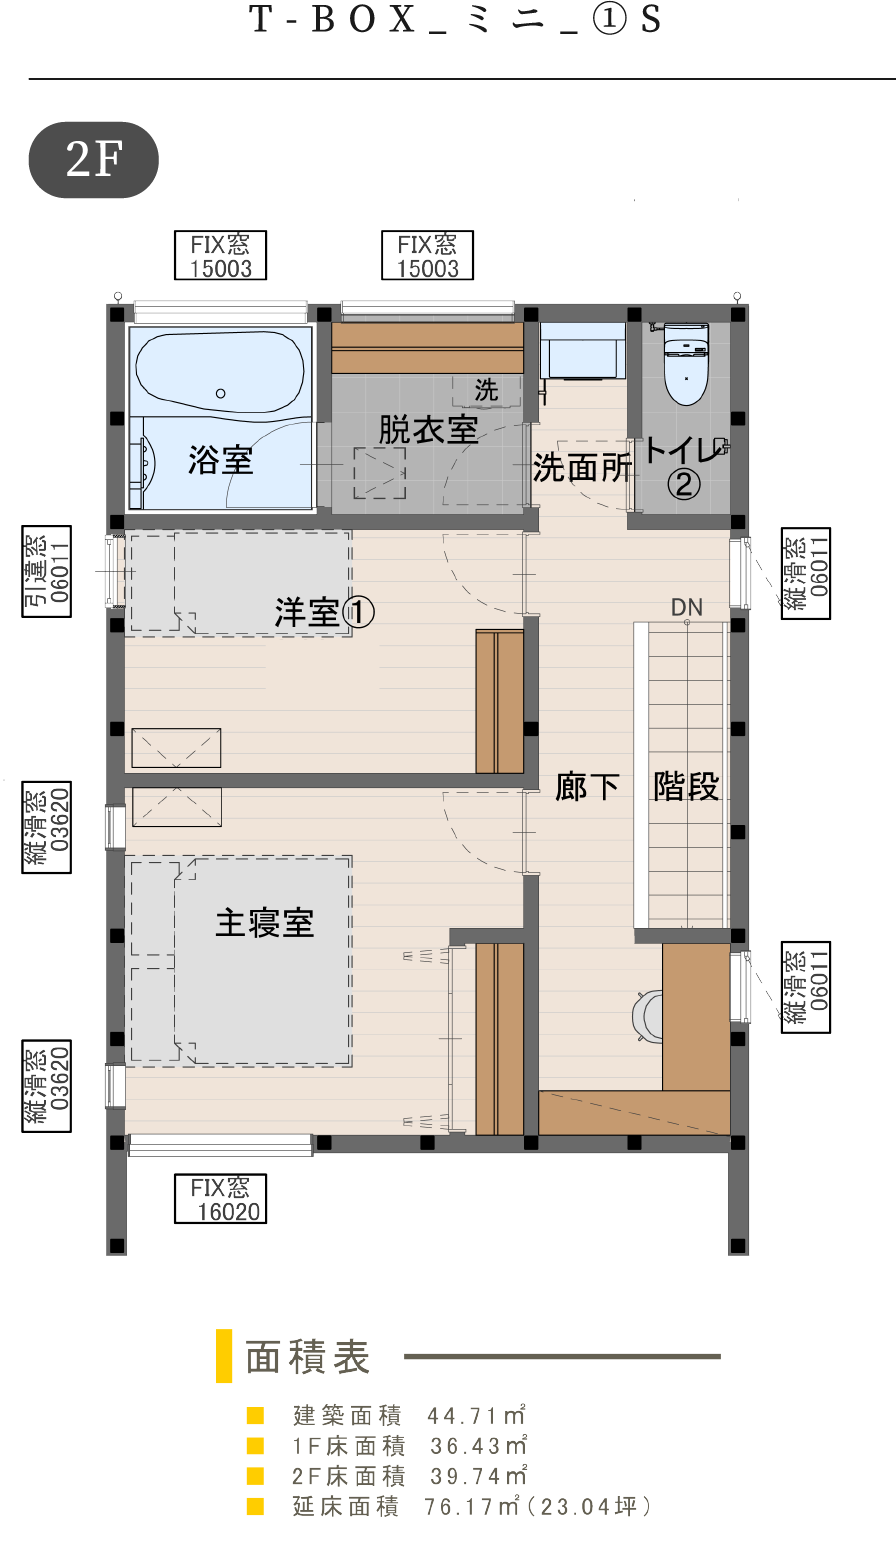 T-BOX_ミニ_①S
2F
FIX窓
15003
FIX窓
15003
洗
脱衣室
浴室
洗面所
トイレ
②
引違窓
06011
縦滑窓
06011
洋室①
DN
廊下
階段
縦滑窓
03620
主寝室
縦滑窓
06011
縦滑窓
03620
FIX窓
16020
面積表
建築面積 44.71㎡
1F床面積 36.43㎡
2F床面積 39.74㎡
延床面積 76.17㎡(23.04坪)